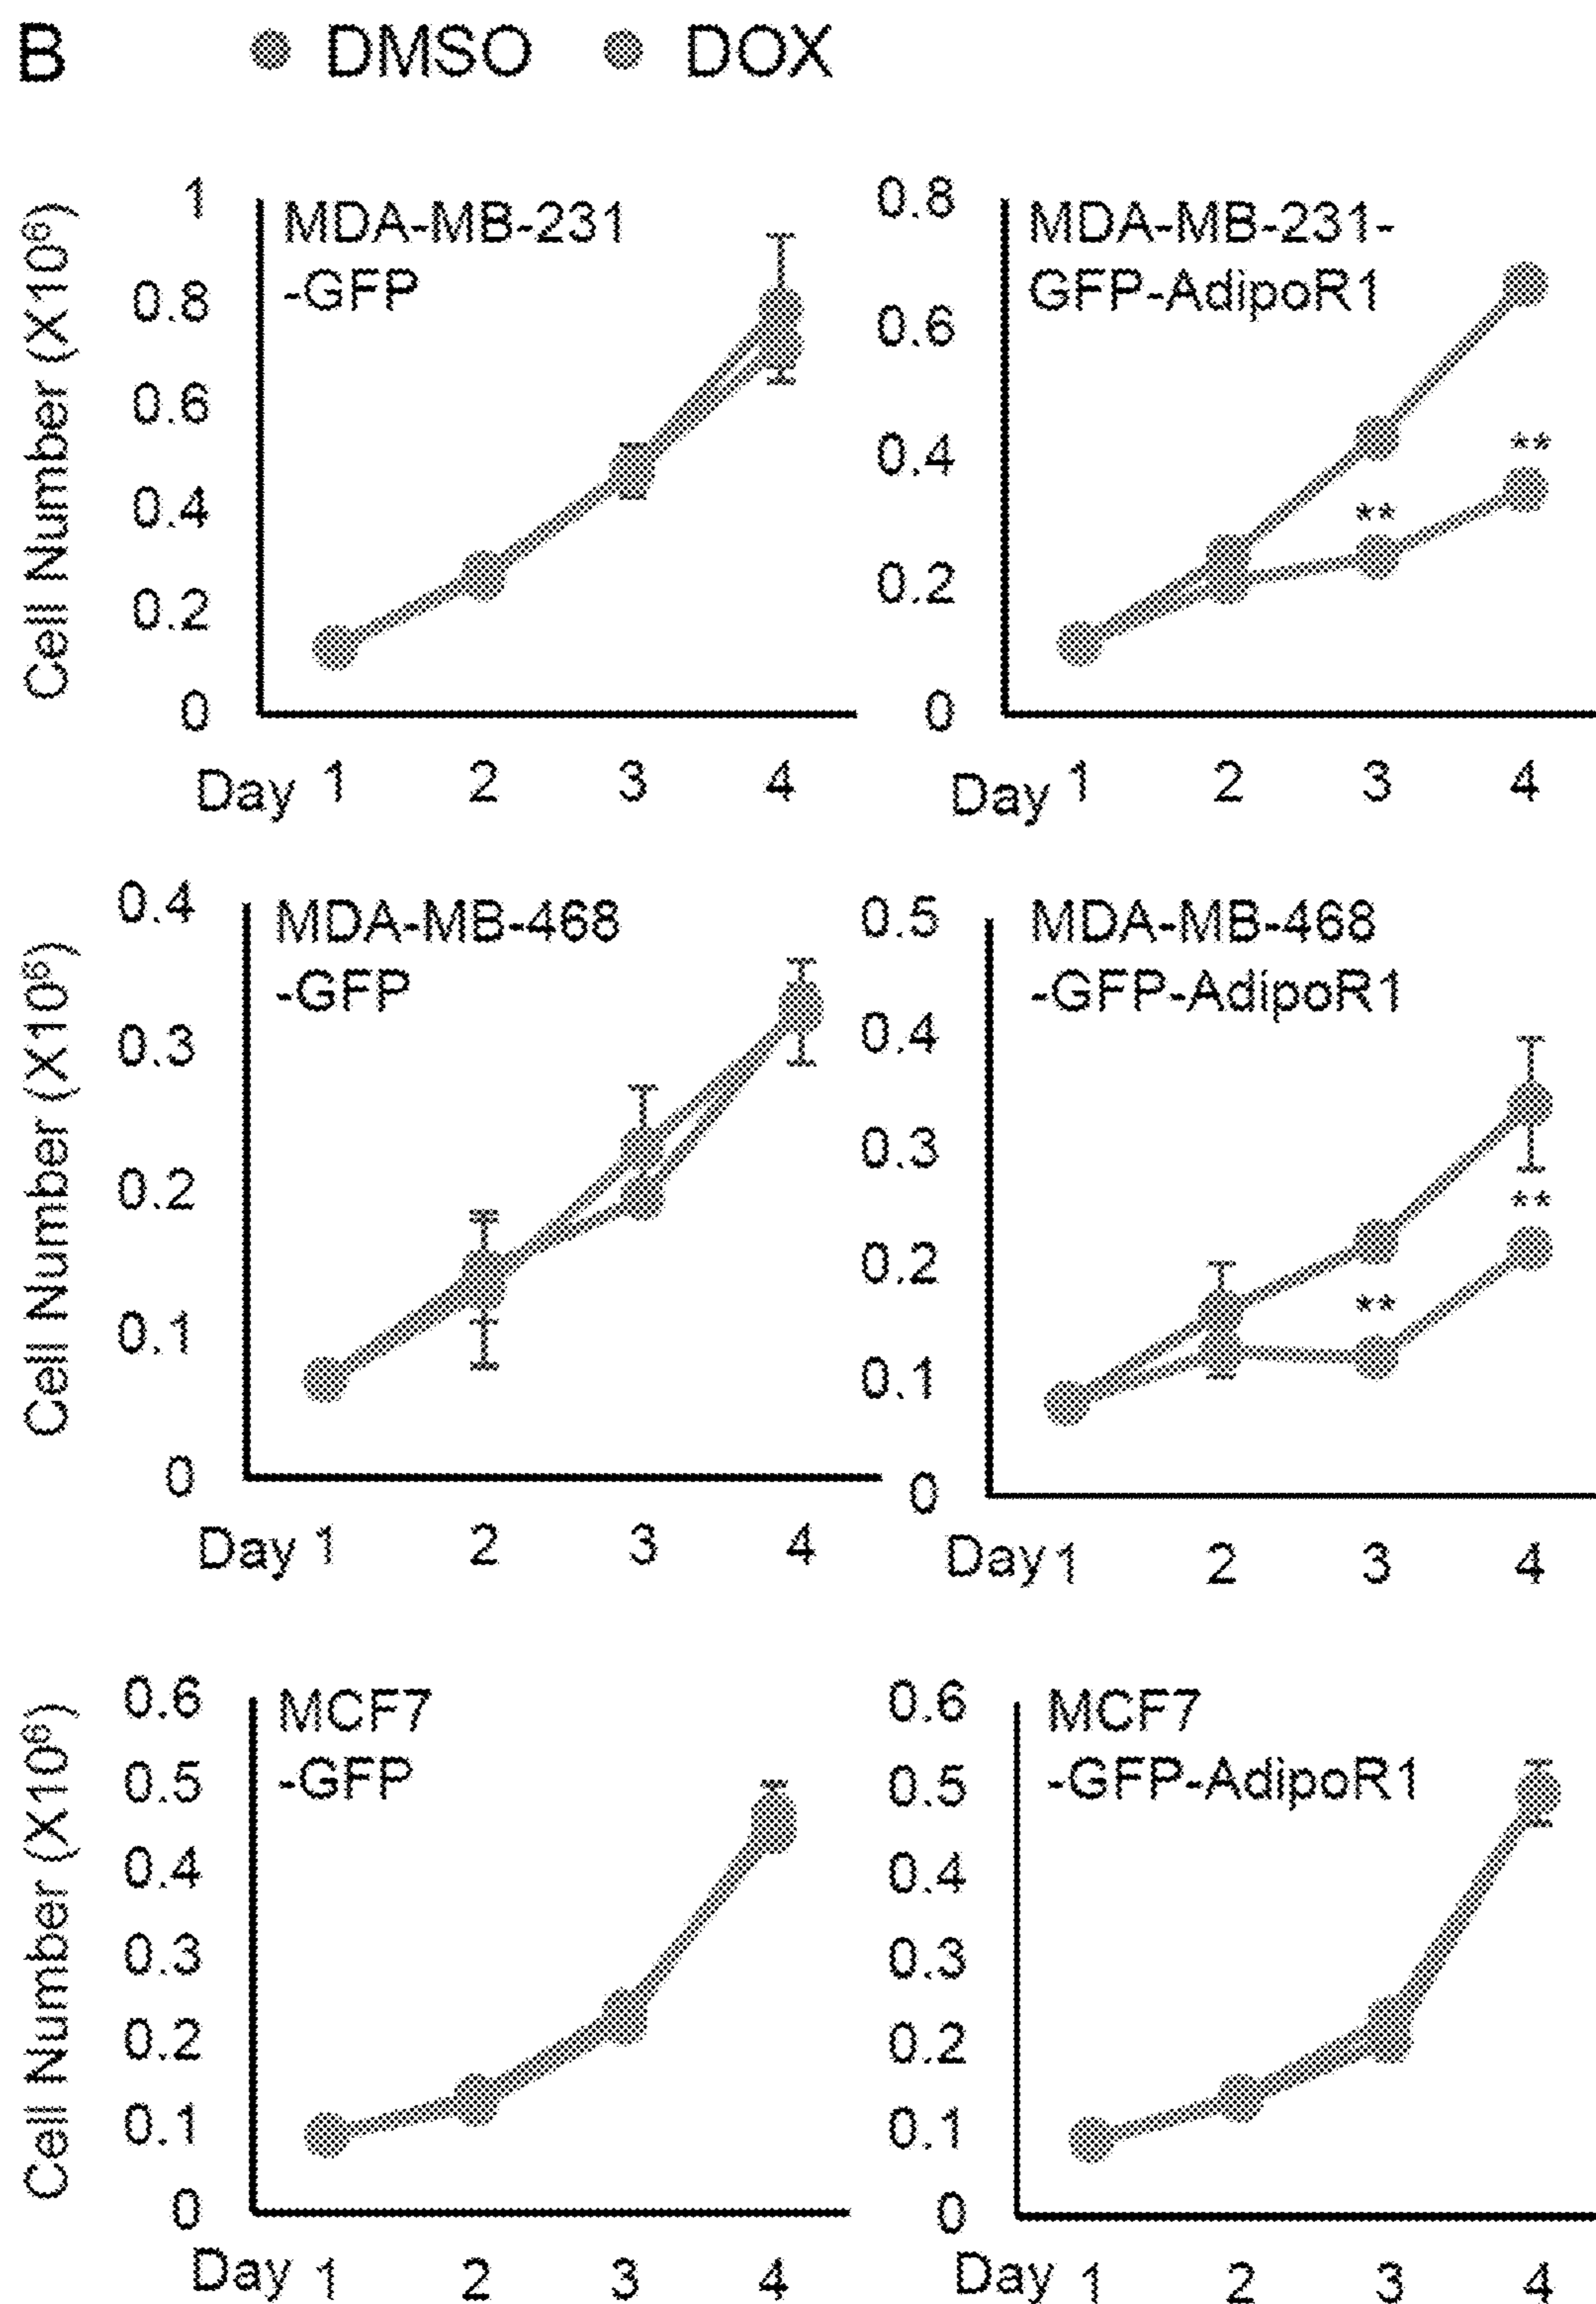 B DMSO DOX
Cell Number (X10⁶)
1
0.8
0.6
0.4
0.2
0
MDA-MB-231
-GFP
Day 1 2 3 4
0.8
0.6
0.4
0.2
0
MDA-MB-231-
GFP-AdipoR1
**
**
Day 1 2 3 4
Cell Number (X10⁶)
0.4
0.3
0.2
0.1
0
MDA-MB-468
-GFP
Day 1 2 3 4
0.5
0.4
0.3
0.2
0.1
0
MDA-MB-468
-GFP-AdipoR1
**
**
Day 1 2 3 4
Cell Number (X10⁶)
0.6
0.5
0.4
0.3
0.2
0.1
0
MCF7
-GFP
Day 1 2 3 4
0.6
0.5
0.4
0.3
0.2
0.1
0
MCF7
-GFP-AdipoR1
Day 1 2 3 4